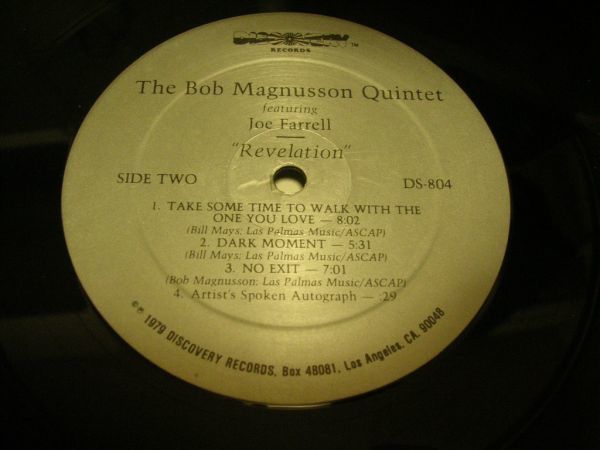 RECORDS
TM
The Bob Magnusson Quintet
featuring
Joe Farrell
"Revelation"
SIDE TWO
DS-804
1. TAKE SOME TIME TO WALK WITH THE
ONE YOU LOVE — 8:02
(Bill Mays: Las Palmas Music/ASCAP)
2. DARK MOMENT — 5:31
(Bill Mays: Las Palmas Music/ASCAP)
3. NO EXIT — 7:01
(Bob Magnusson: Las Palmas Music/ASCAP)
4. Artist's Spoken Autograph — :29
©℗ 1979 DISCOVERY RECORDS, Box 48081, Los Angeles, CA. 90048